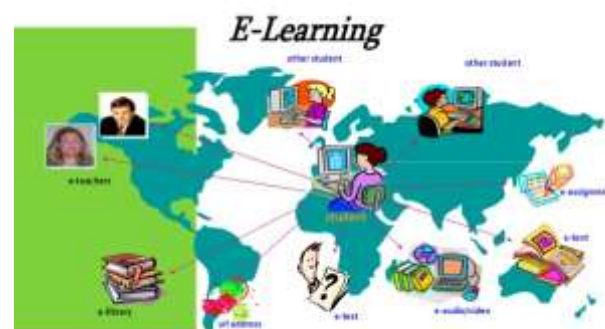 E-Learning
other student
other student
e-teachers
student
e-assignment
e-text
e-library
url address
e-test
e-audio/video